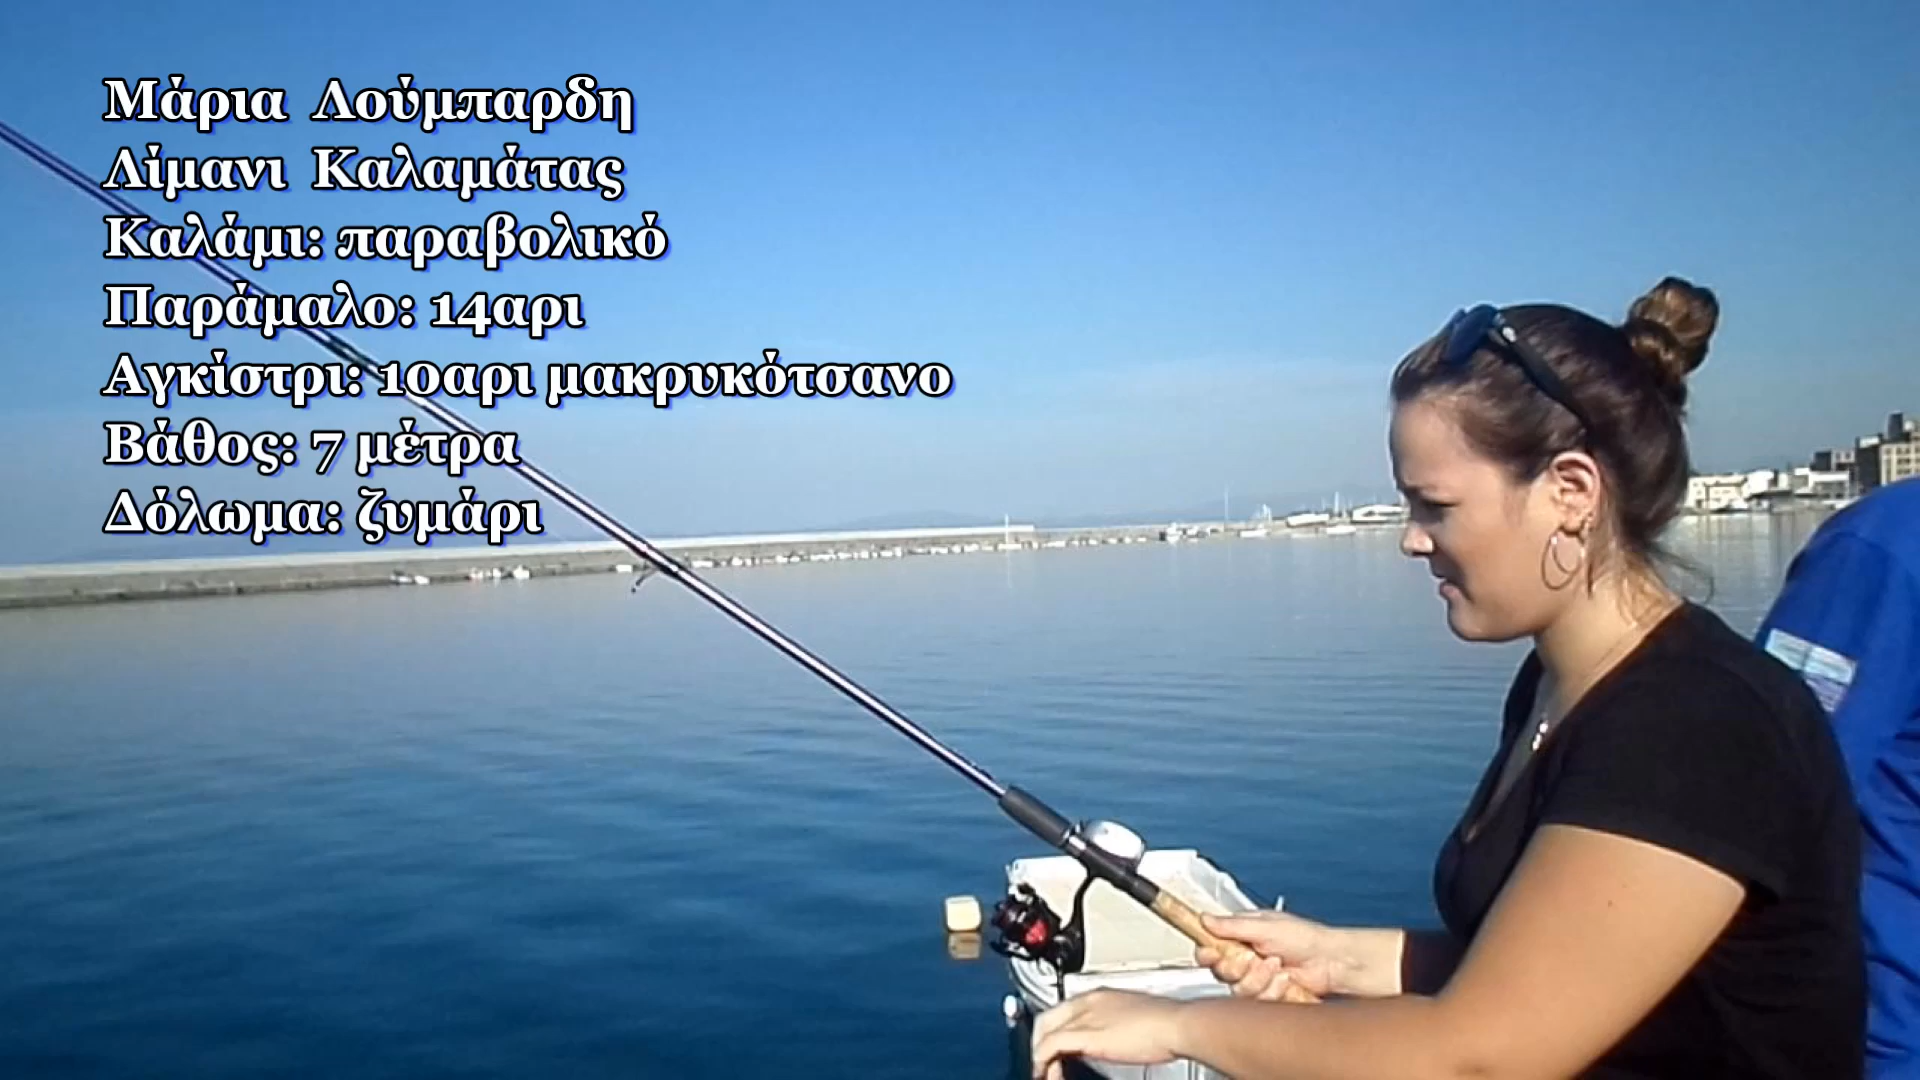 Μάρια Λούμπαρδη
Λίμανι Καλαμάτας
Καλάμι: παραβολικό
Παράμαλο: 14αρι
Αγκίστρι: 10αρι μακρυκότσανο
Βάθος: 7 μέτρα
Δόλωμα: ζυμάρι